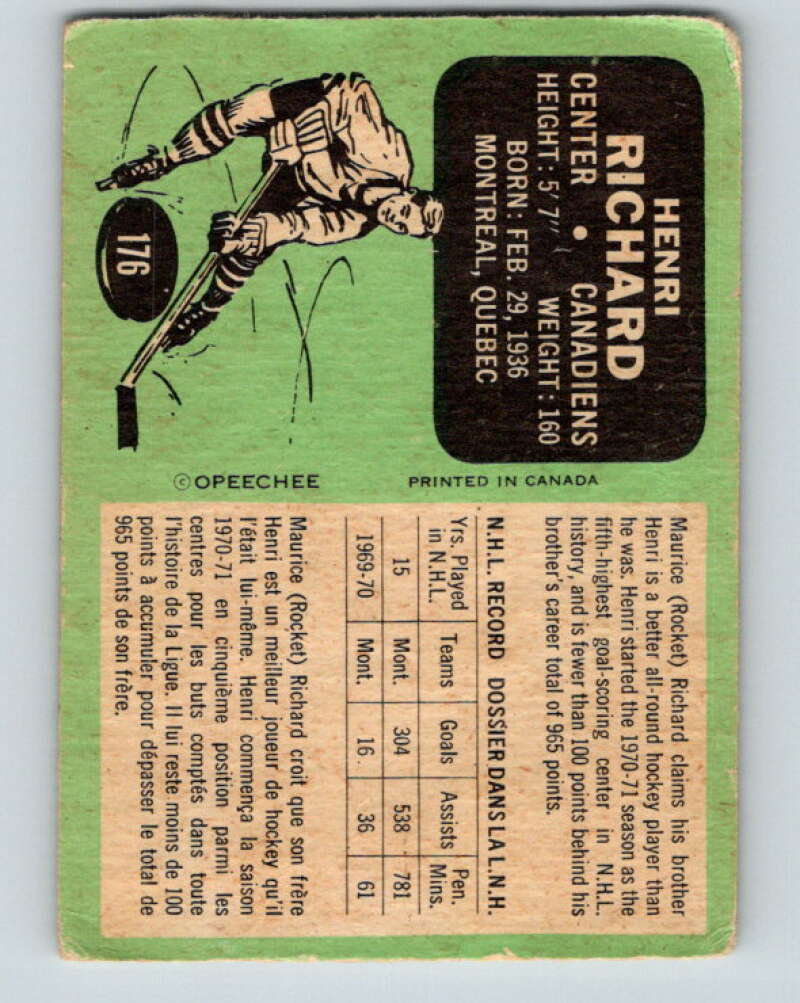 HENRI
RICHARD
CENTER • CANADIENS
HEIGHT: 5'7" WEIGHT: 160
BORN: FEB. 29, 1936
MONTREAL, QUEBEC
176
© OPEECHEE
PRINTED IN CANADA
Maurice (Rocket) Richard claims his brother
Henri is a better all-round hockey player than
he was. Henri started the 1970-71 season as the
fifth-highest goal-scoring center in N.H.L.
history, and is fewer than 100 points behind his
brother's career total of 965 points.
N.H.L. RECORD DOSSIER DANS LA L.N.H.
Yrs. Played in N.H.L. Teams Goals Assists Pen. Mins.
15 Mont. 304 538 781
1969-70 Mont. 16 36 61
Maurice (Rocket) Richard croit que son frère
Henri est un meilleur joueur de hockey qu'il
l'était lui-même. Henri commença la saison
1970-71 en cinquième position parmi les
centres pour les buts comptés dans toute
l'histoire de la Ligue. Il lui reste moins de 100
points à accumuler pour dépasser le total de
965 points de son frère.